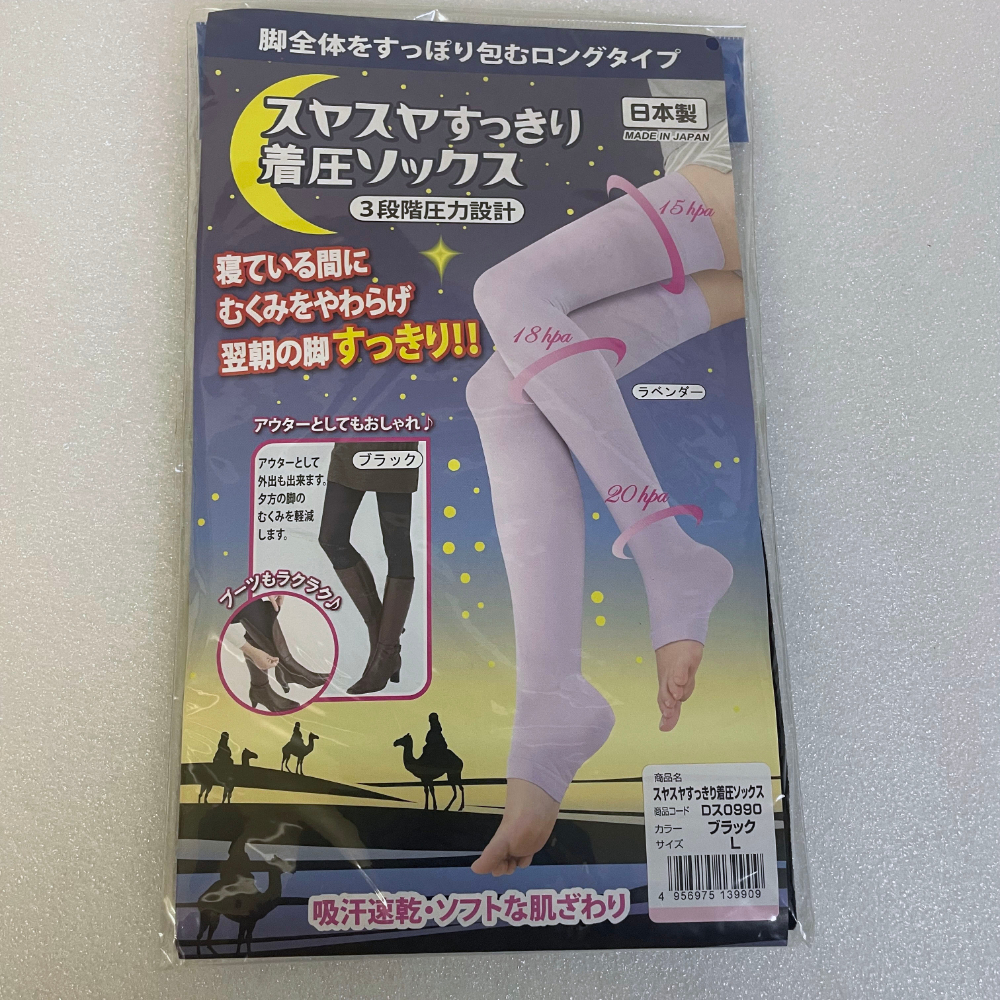 脚全体をすっぽり包むロングタイプ
スヤスヤすっきり
着圧ソックス
3段階圧力設計
日本製
MADE IN JAPAN
15hpa
寝ている間に
むくみをやわらげ
翌朝の脚すっきり!!
18hpa
ラベンダー
アウターとしてもおしゃれ♪
アウターとして
外出も出来ます。
夕方の脚の
むくみを軽減
します。
ブラック
20hpa
ブーツもラクラク♪
商品名
スヤスヤすっきり着圧ソックス
商品コード Dス0990
カラー ブラック
サイズ L
4 956975 139909
吸汗速乾・ソフトな肌ざわり